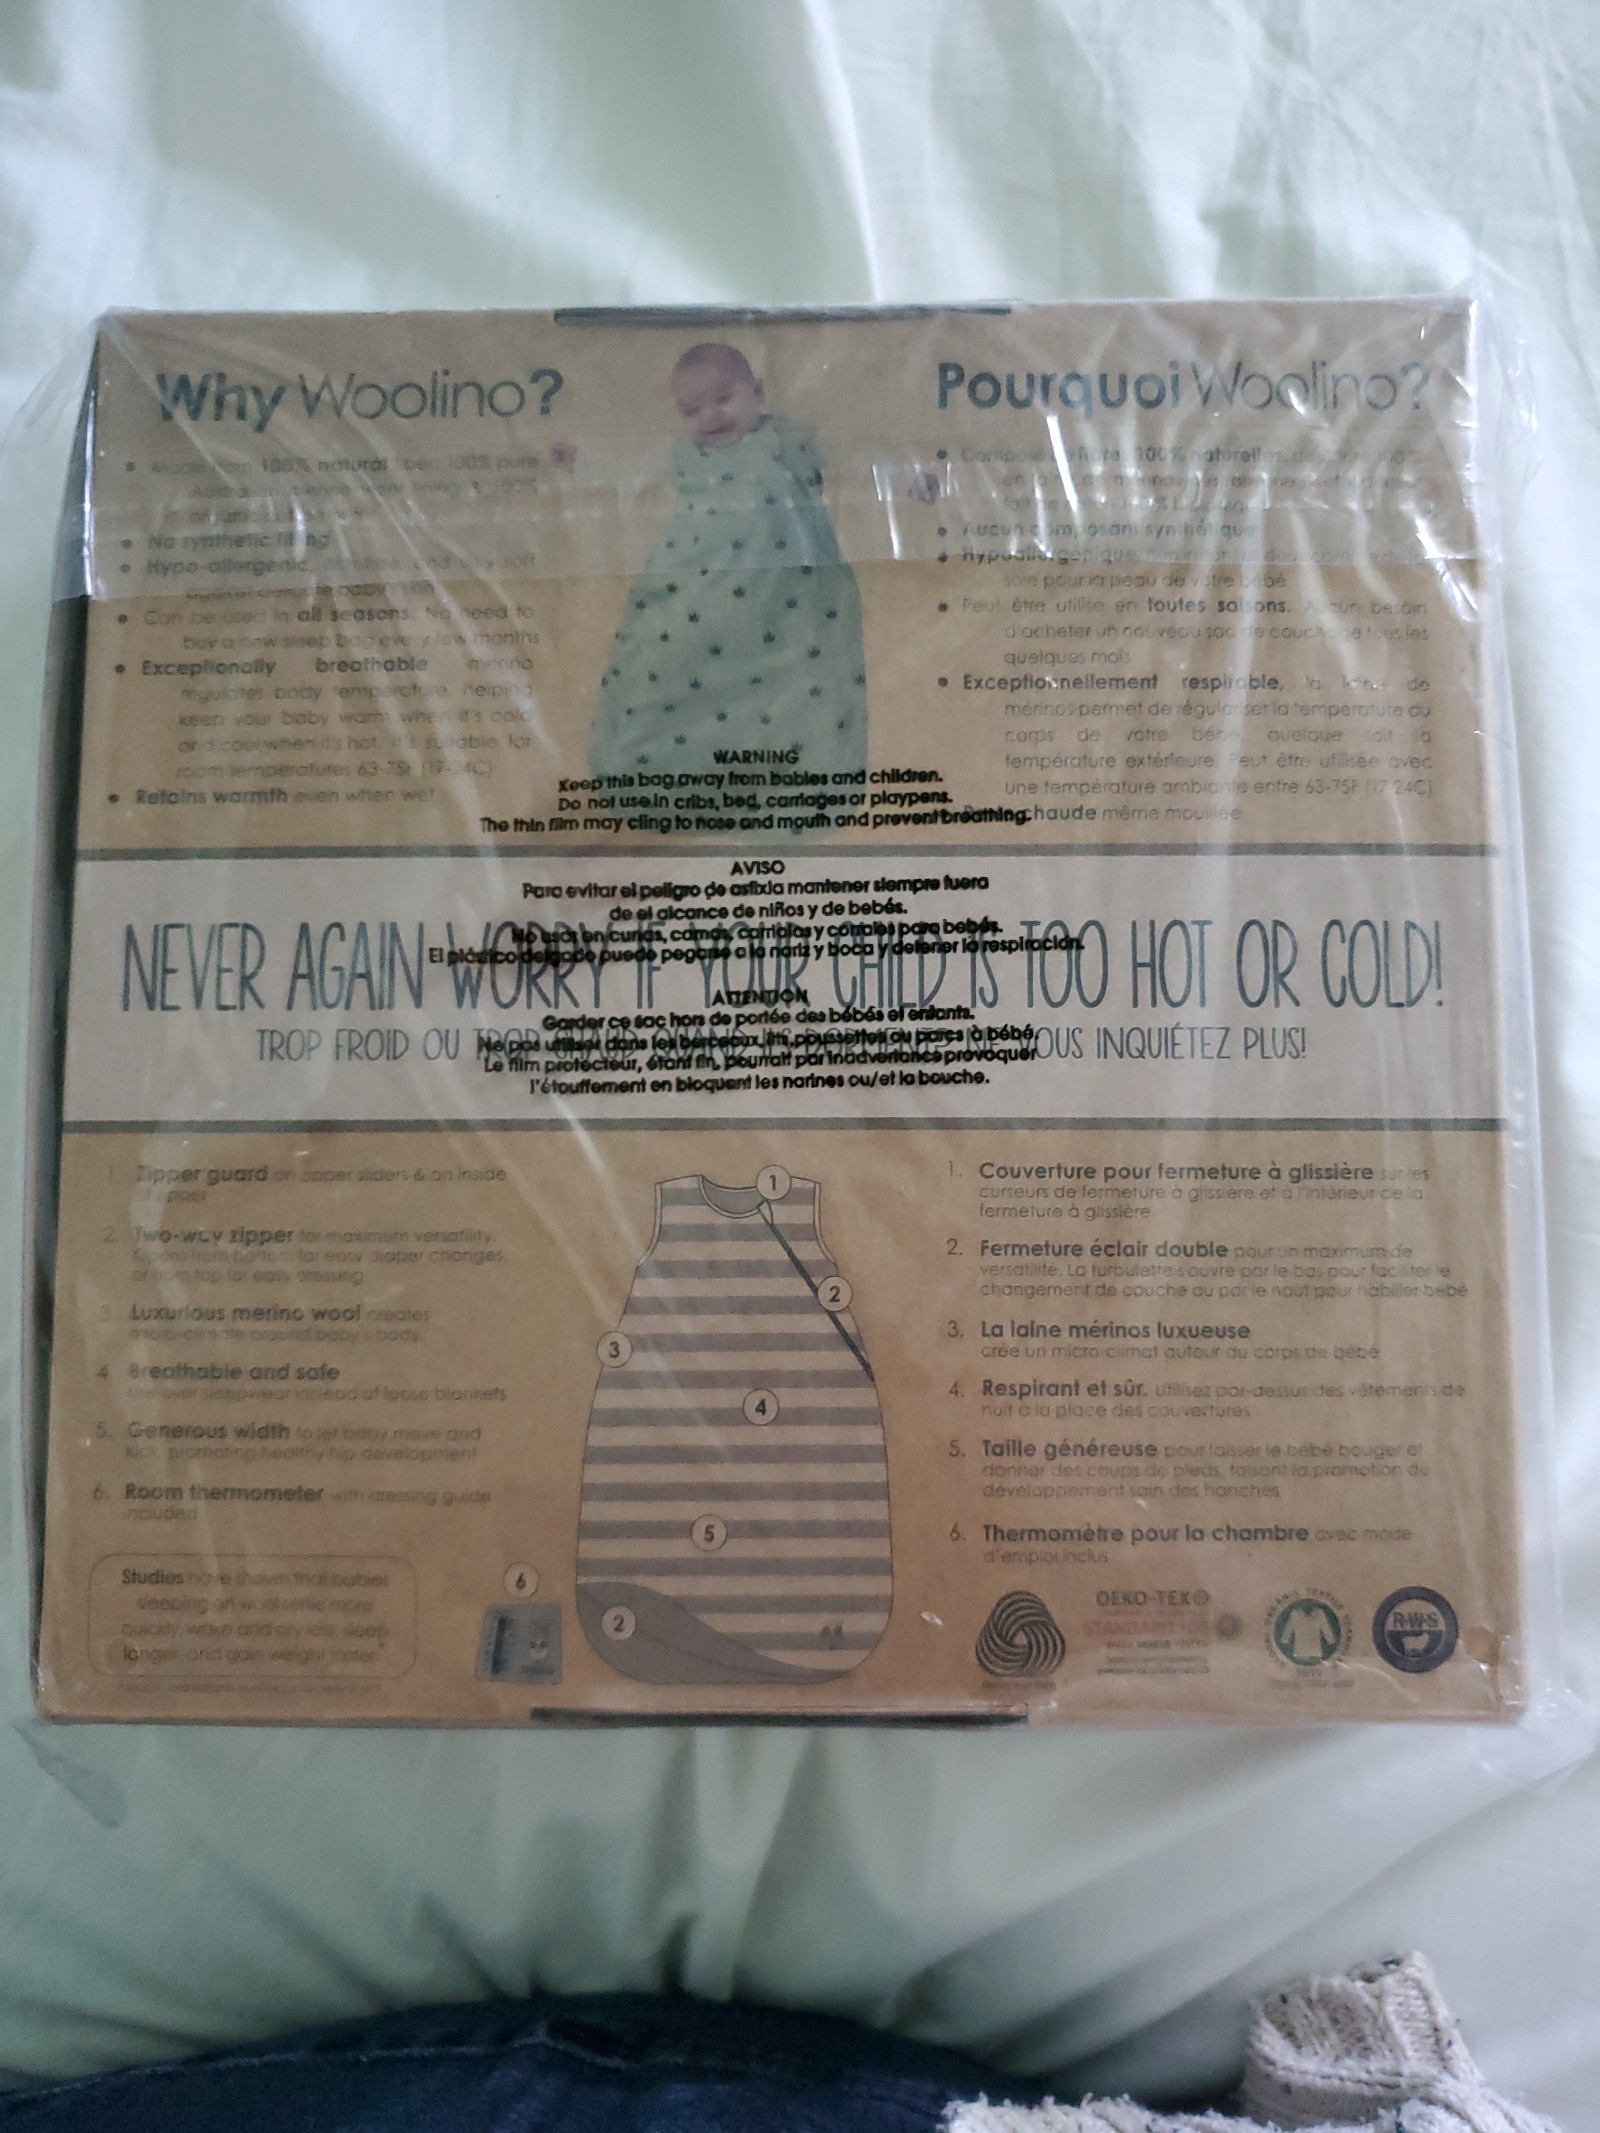 Why Woolino?
Made from 100% natural fiber: 100% pure
No synthetic filling
Hypo-allergenic, and silky soft
Can be used in all seasons. No need to
buy a new sleep bag every few months
Exceptionally breathable merino
regulates body temperature, helping
keep your baby warm when it's cold
and cool when it's hot. It's suitable for
room temperatures 63-75F (17-24C)
Retains warmth even when wet
Pourquoi Woolino?
100% naturelles
Aucun composant synthétique
Hypoallergénique,
soie pour la peau de votre bébé
Peut être utilisé en toutes saisons. Aucun besoin
d'acheter un nouveau sac de couchage tous les
quelques mois
Exceptionnellement respirable, la laine de
mérinos permet de régulariser la température du
corps de votre bébé, quelque soit la
température extérieure. Peut être utilisée avec
une température ambiante entre 63-75F (17-24C)
chaude même mouillée
WARNING
Keep this bag away from babies and children.
Do not use in cribs, bed, carriages or playpens.
The thin film may cling to nose and mouth and prevent breathing.
AVISO
Para evitar el peligro de asfixia mantener siempre fuera
de el alcance de niños y de bebés.
No usar en cunas, camas, carriolas y corrales para bebés.
El plástico delgado puede pegarse a la nariz y boca y detener la respiración.
NEVER AGAIN WORRY IF YOUR CHILD IS TOO HOT OR COLD!
ATTENTION
Garder ce sac hors de portée des bébés et enfants.
Ne pas utiliser dans les berceaux, lits, poussettes ou parcs à bébé.
Le film protecteur, étant fin, pourrait par inadvertance provoquer
l'étouffement en bloquant les narines ou/et la bouche.
TROP FROID OU TROP CHAUD QUAND VOUS INQUIÉTEZ PLUS!
1. Zipper guard on zipper sliders & on inside
of zipper
2. Two-way zipper for maximum versatility.
Opens from bottom for easy diaper changes
or from top for easy dressing
3. Luxurious merino wool creates
micro-climate around baby's body
4. Breathable and safe
use over sleepwear instead of loose blankets
5. Generous width to let baby move and
kick, promoting healthy hip development
6. Room thermometer with dressing guide
included
Studies have shown that babies
sleeping on wool settle more
quickly, wake and cry less, sleep
longer, and gain weight faster.*
1
2
3
4
5
6
2
1. Couverture pour fermeture à glissière sur les
curseurs de fermeture à glissière et à l'intérieur de la
fermeture à glissière
2. Fermeture éclair double pour un maximum de
versatilité. La turbulette s'ouvre par le bas pour faciliter le
changement de couche ou par le haut pour habiller bébé
3. La laine mérinos luxueuse
crée un micro climat autour du corps de bébé
4. Respirant et sûr. Utilisez par-dessus des vêtements de
nuit à la place des couvertures
5. Taille généreuse pour laisser le bébé bouger et
donner des coups de pieds, faisant la promotion du
développement sain des hanches
6. Thermomètre pour la chambre avec mode
d'emploi inclus
OEKO-TEX®
STANDARD 100
R·W·S